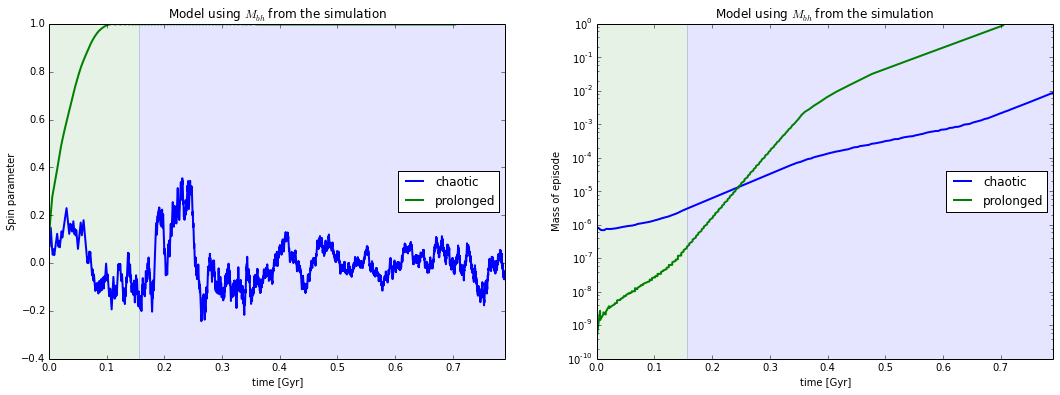 Model using $M_{bh}$ from the simulation
1.0
0.8
0.6
0.4
0.2
0.0
−0.2
−0.4
Spin parameter
chaotic
prolonged
0.0 0.1 0.2 0.3 0.4 0.5 0.6 0.7
time [Gyr]
Model using $M_{bh}$ from the simulation
10^0
10^-1
10^-2
10^-3
10^-4
10^-5
10^-6
10^-7
10^-8
10^-9
10^-10
Mass of episode
chaotic
prolonged
0.0 0.1 0.2 0.3 0.4 0.5 0.6 0.7
time [Gyr]